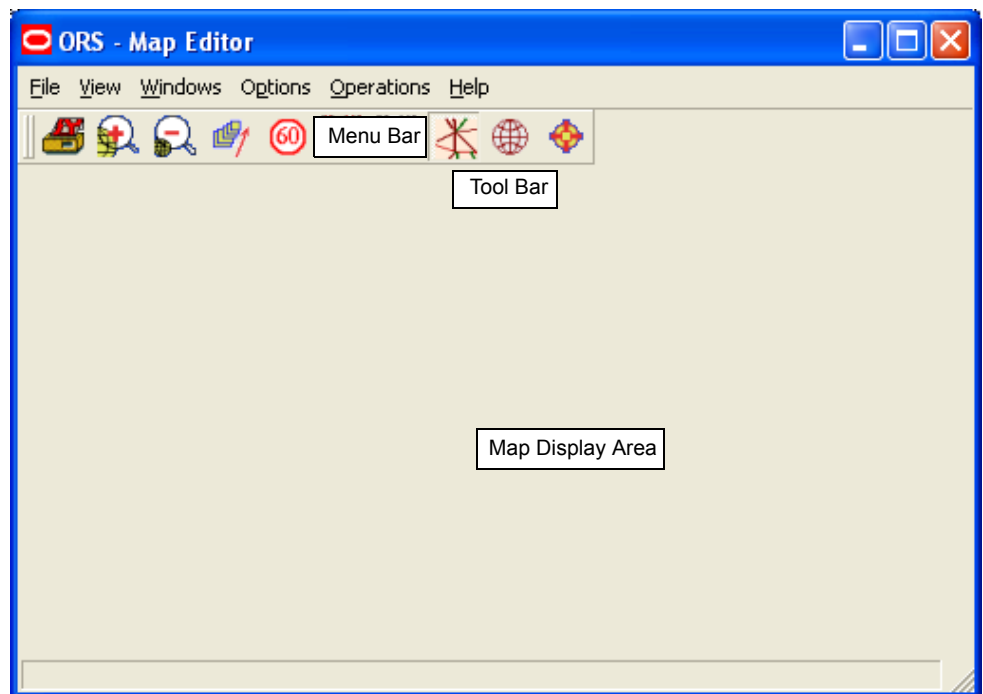 ORS - Map Editor
File View Windows Options Operations Help
60 Menu Bar
Tool Bar
Map Display Area